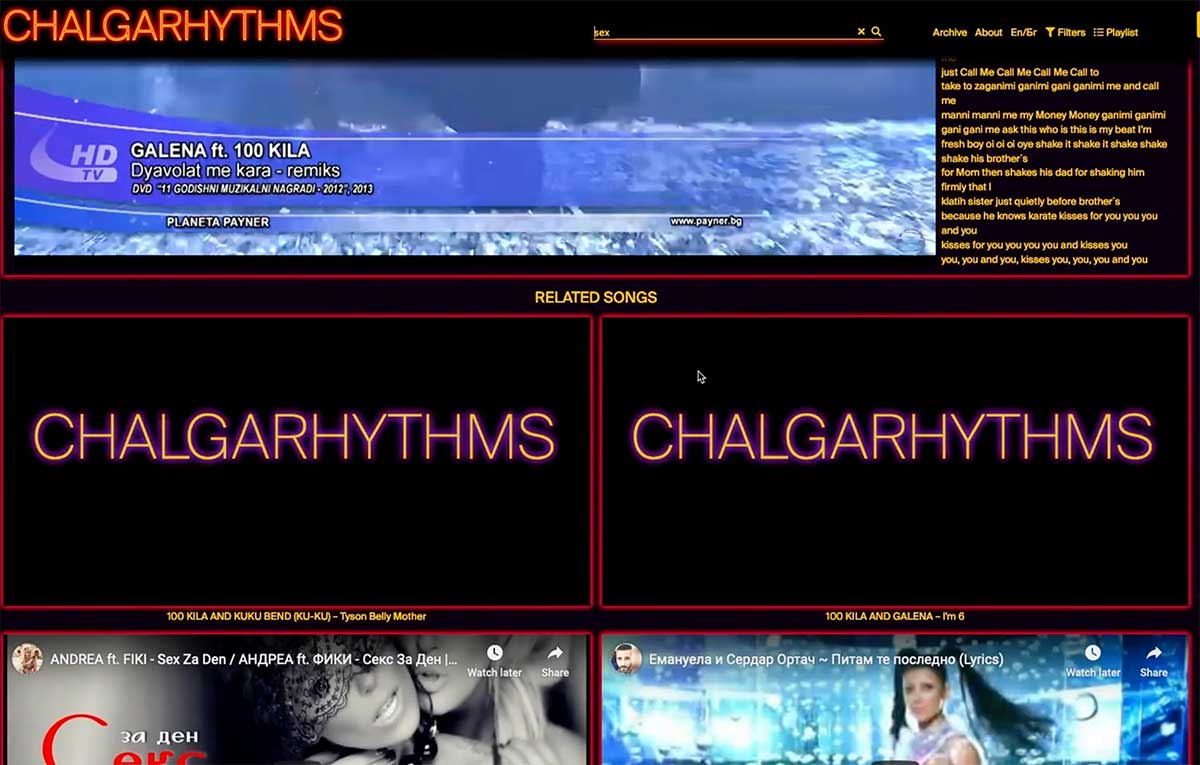 CHALGARHYTHMS
sex
Archive About En/Бг Filters Playlist
just Call Me Call Me Call Me Call to
take to zaganimi ganimi gani ganimi me and call
me
manni manni me my Money Money ganimi ganimi
gani gani me ask this who is this is my beat I'm
fresh boy oi oi oi oye shake it shake it shake shake
shake his brother`s
for Mom then shakes his dad for shaking him
firmly that I
klatih sister just quietly before brother`s
because he knows karate kisses for you you you
and you
kisses for you you you you and kisses you
you, you and you, kisses you, you, you and you
HD
TV
GALENA ft. 100 KILA
Dyavolat me kara - remiks
DVD "11 GODISHNI MUZIKALNI NAGRADI - 2012", 2013
PLANETA PAYNER
www.payner.bg
RELATED SONGS
CHALGARHYTHMS
CHALGARHYTHMS
100 KILA AND KUKU BEND (KU-KU) – Tyson Belly Mother
100 KILA AND GALENA – I'm 6
ANDREA ft. FIKI - Sex Za Den / АНДРЕА ft. ФИКИ - Секс За Ден |...
Watch later
Share
за ден
Секс
Емануела и Сердар Ортач ~ Питам те последно (Lyrics)
Watch later
Share